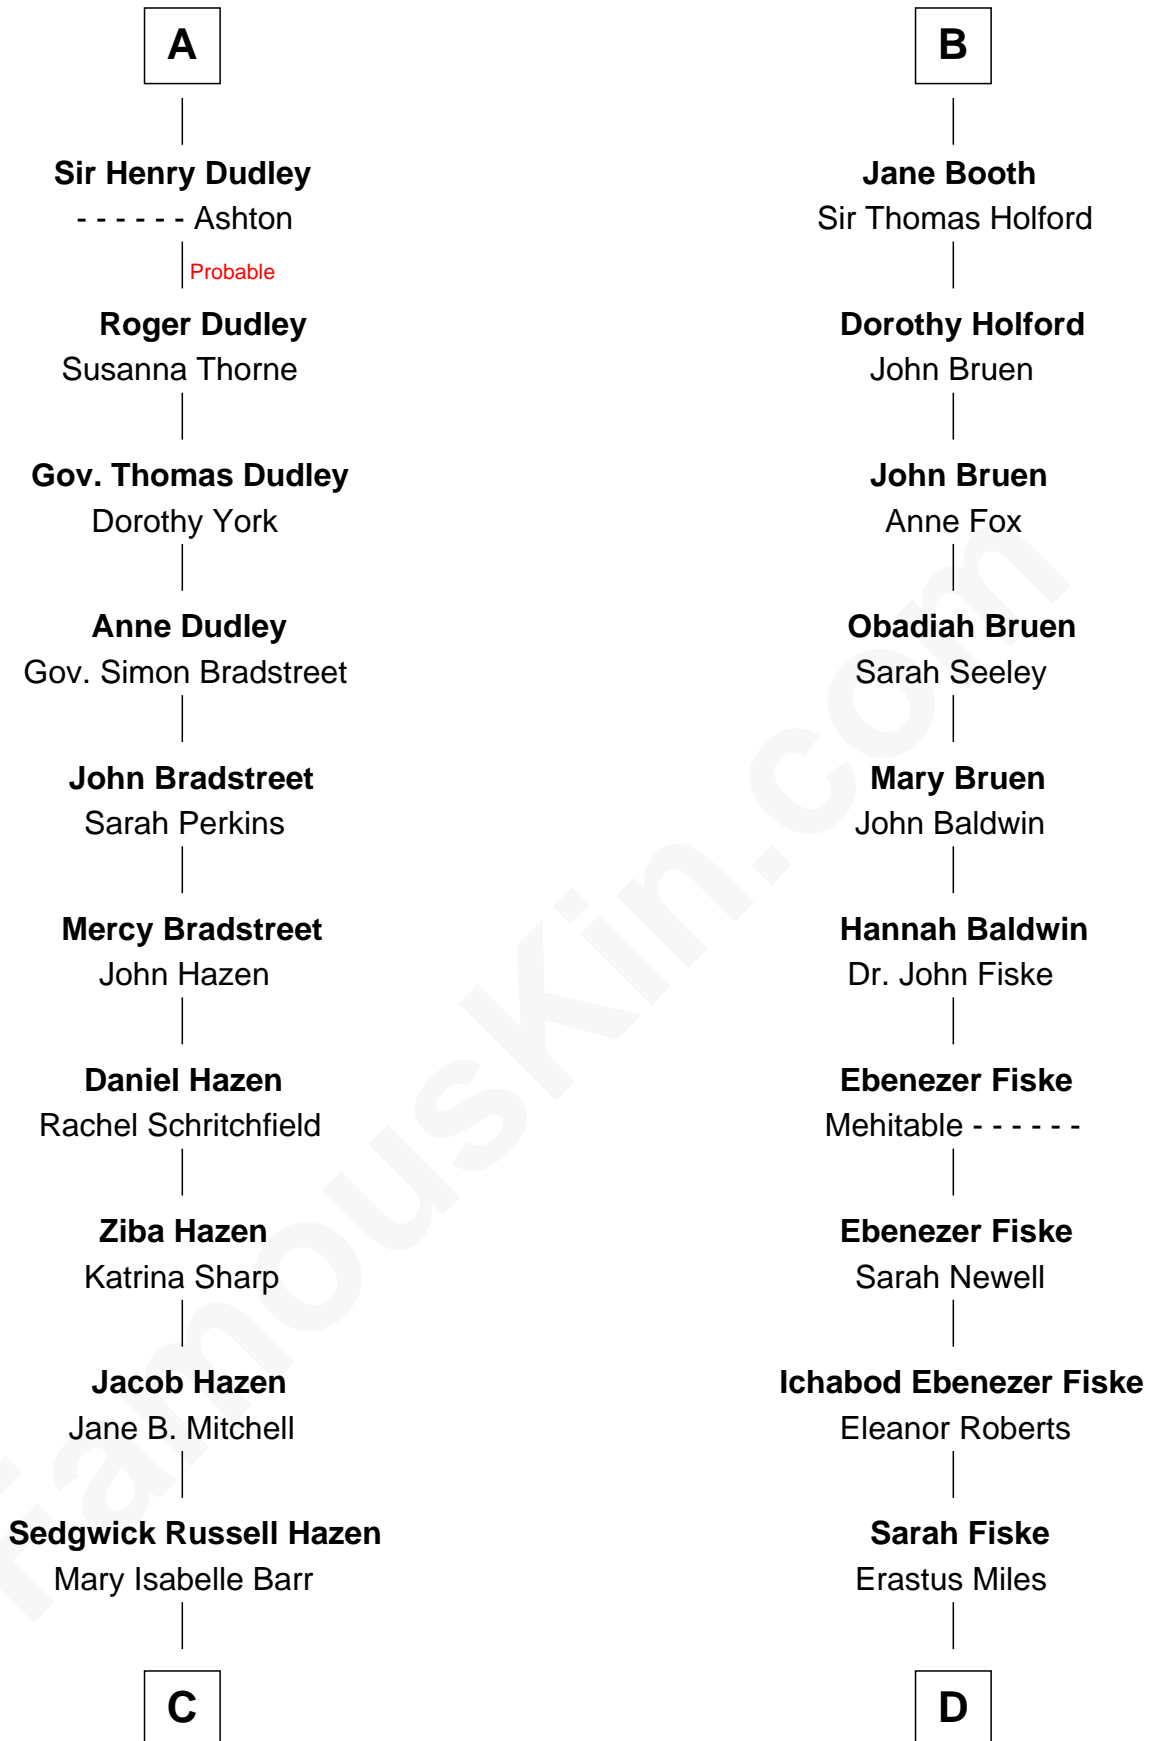 A
Sir Henry Dudley
- - - - - - Ashton
Probable
Roger Dudley
Susanna Thorne
Gov. Thomas Dudley
Dorothy York
Anne Dudley
Gov. Simon Bradstreet
John Bradstreet
Sarah Perkins
Mercy Bradstreet
John Hazen
Daniel Hazen
Rachel Schritchfield
Ziba Hazen
Katrina Sharp
Jacob Hazen
Jane B. Mitchell
Sedgwick Russell Hazen
Mary Isabelle Barr
C
B
Jane Booth
Sir Thomas Holford
Dorothy Holford
John Bruen
John Bruen
Anne Fox
Obadiah Bruen
Sarah Seeley
Mary Bruen
John Baldwin
Hannah Baldwin
Dr. John Fiske
Ebenezer Fiske
Mehitable - - - - - -
Ebenezer Fiske
Sarah Newell
Ichabod Ebenezer Fiske
Eleanor Roberts
Sarah Fiske
Erastus Miles
D
FamousKin.com